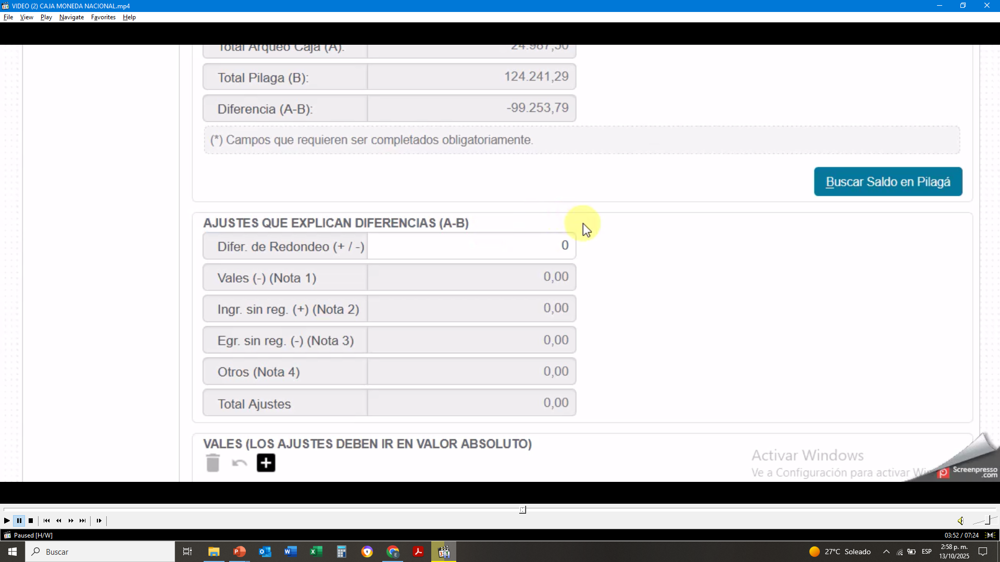 VIDEO (2) CAJA MONEDA NACIONAL.mp4
File View Play Navigate Favorites Help
Total Arqueo Caja (A): 24.987,50
Total Pilaga (B): 124.241,29
Diferencia (A-B): -99.253,79
(*) Campos que requieren ser completados obligatoriamente.
Buscar Saldo en Pilagá
AJUSTES QUE EXPLICAN DIFERENCIAS (A-B)
Difer. de Redondeo (+ / -) 0
Vales (-) (Nota 1) 0,00
Ingr. sin reg. (+) (Nota 2) 0,00
Egr. sin reg. (-) (Nota 3) 0,00
Otros (Nota 4) 0,00
Total Ajustes 0,00
VALES (LOS AJUSTES DEBEN IR EN VALOR ABSOLUTO)
Activar Windows
Ve a Configuración para activar
Screenpresso
.com
Paused [H/W] 03:52 / 07:24
Buscar
27°C Soleado
ESP
2:58 p. m.
13/10/2025